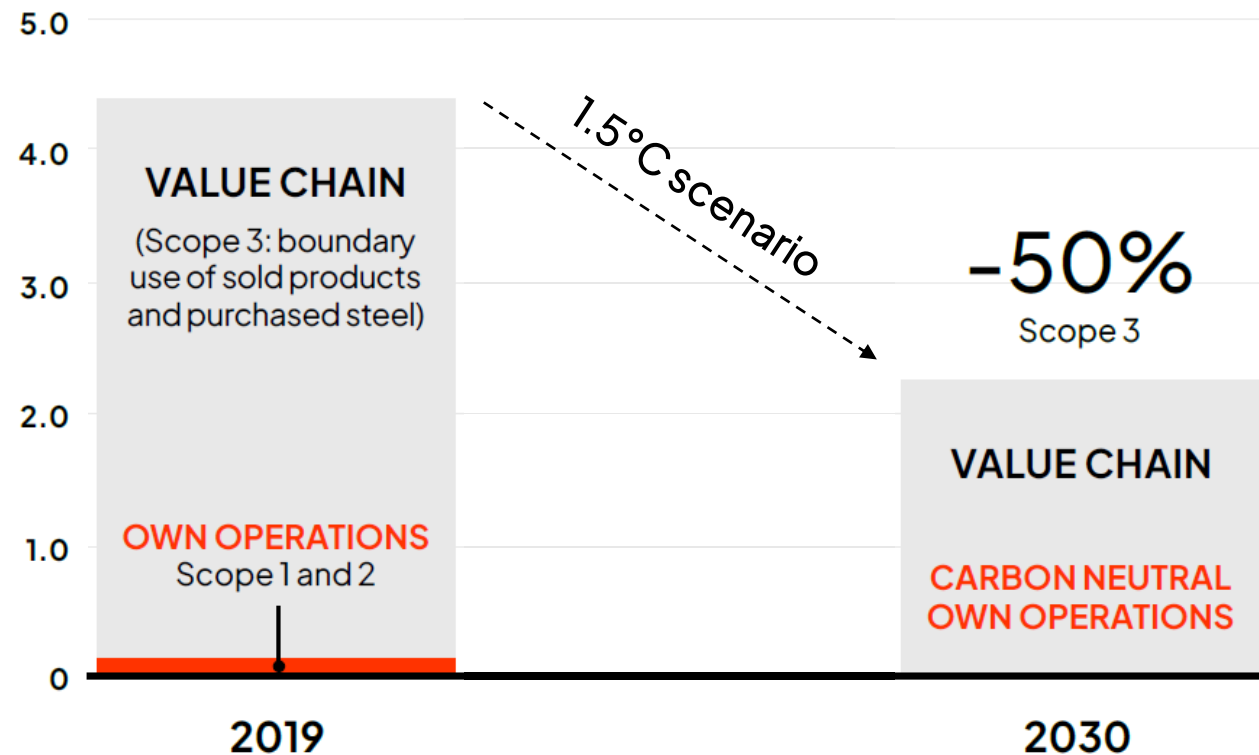 5.0
4.0
3.0
2.0
1.0
0
VALUE CHAIN
(Scope 3: boundary
use of sold products
and purchased steel)
OWN OPERATIONS
Scope 1 and 2
1.5°C scenario
-50%
Scope 3
VALUE CHAIN
CARBON NEUTRAL
OWN OPERATIONS
2019
2030